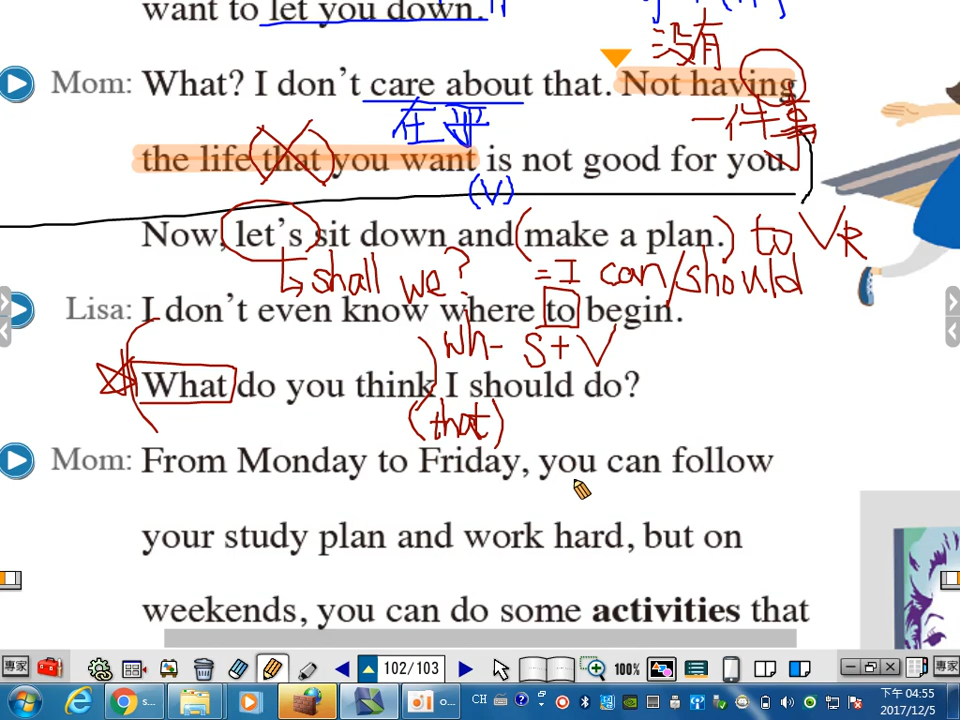 want to let you down.
没有
Mom: What? I don't care about that. Not having
在乎
一件事
the life that you want is not good for you.
(V)
Now, let's sit down and (make a plan.) to VR
↳ shall we? = I can/should
Lisa: I don't even know where to begin.
wh- S+V
What do you think I should do?
(that)
Mom: From Monday to Friday, you can follow
your study plan and work hard, but on
weekends, you can do some activities that
專家 102/103 100% 專家
CH 下午 04:55
2017/12/5